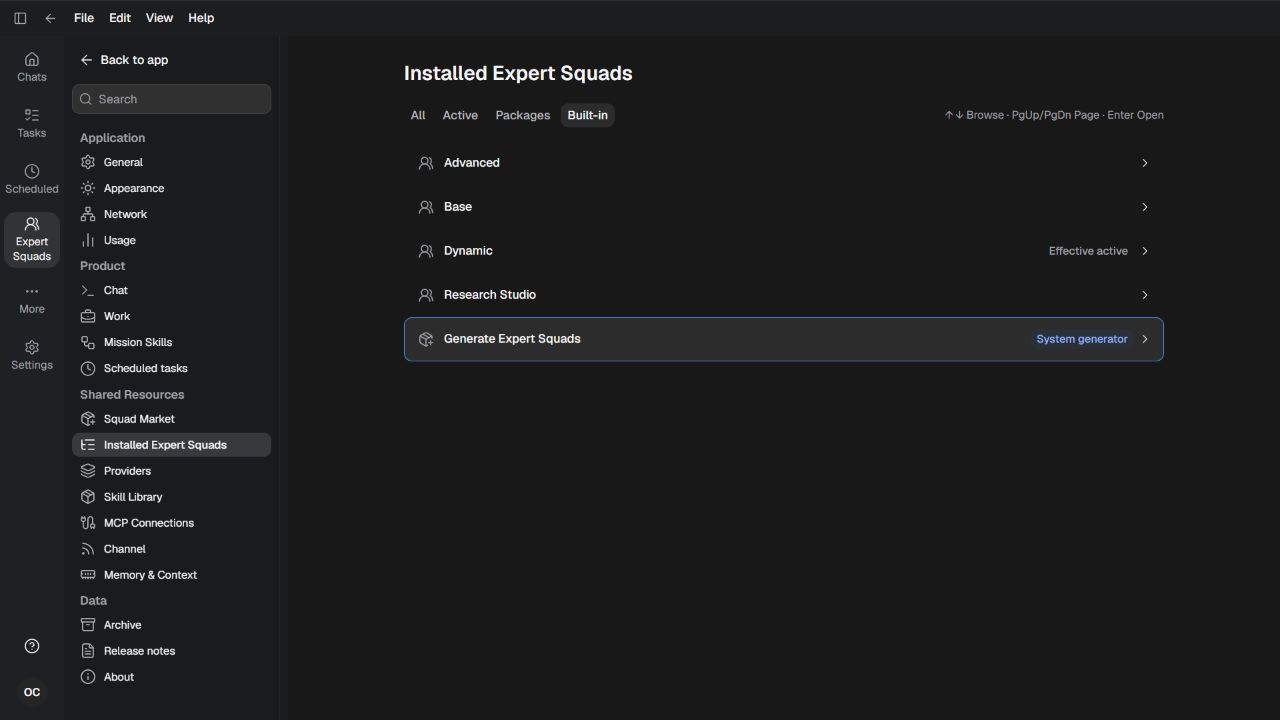 File Edit View Help
Chats
Tasks
Scheduled
Expert
Squads
More
Settings
OC
Back to app
Search
Application
General
Appearance
Network
Usage
Product
Chat
Work
Mission Skills
Scheduled tasks
Shared Resources
Squad Market
Installed Expert Squads
Providers
Skill Library
MCP Connections
Channel
Memory & Context
Data
Archive
Release notes
About
Installed Expert Squads
All Active Packages Built-in ↑↓ Browse · PgUp/PgDn Page · Enter Open
Advanced
Base
Dynamic Effective active
Research Studio
Generate Expert Squads System generator